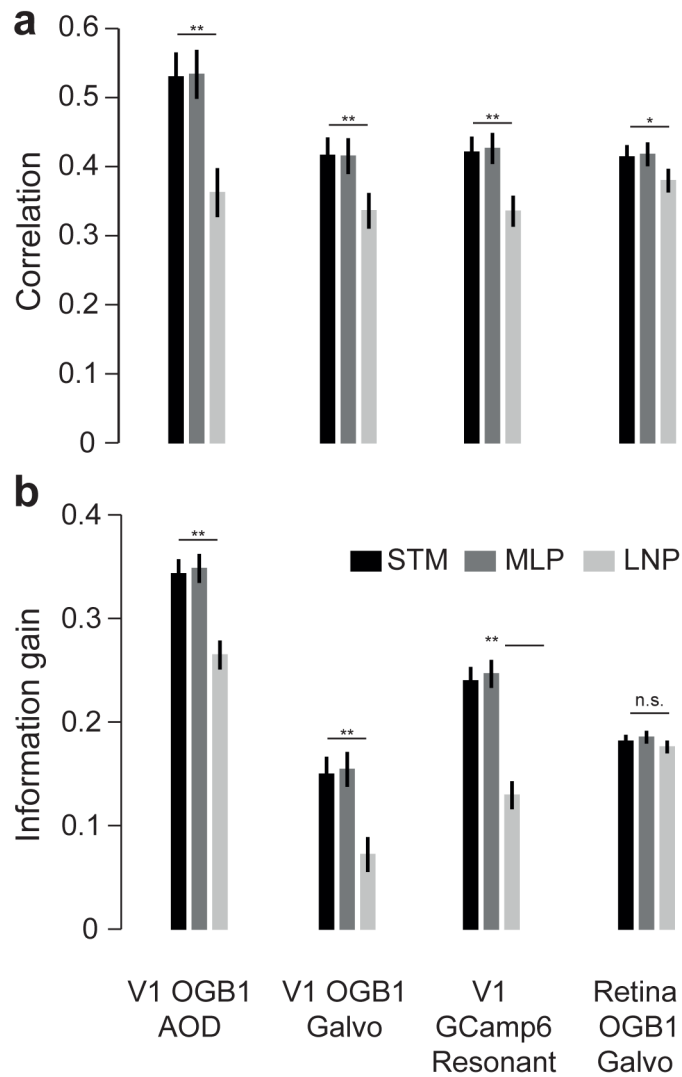 a
0.6
0.5
0.4
0.3
0.2
0.1
0
Correlation
**
**
**
*
b
0.4
0.3
0.2
0.1
0
Information gain
STM MLP LNP
**
**
**
n.s.
V1 OGB1
AOD
V1 OGB1
Galvo
V1
GCamp6
Resonant
Retina
OGB1
Galvo